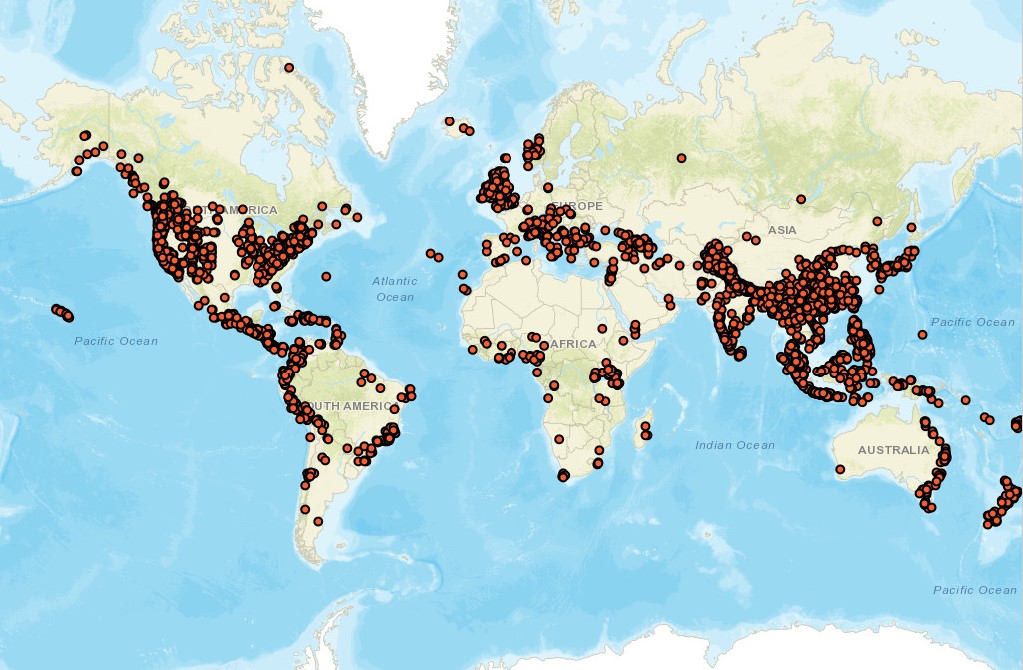 NORTH AMERICA
EUROPE
ASIA
Atlantic
Ocean
Pacific Ocean
Pacific Ocean
AFRICA
SOUTH AMERICA
Indian Ocean
AUSTRALIA
Pacific Ocean